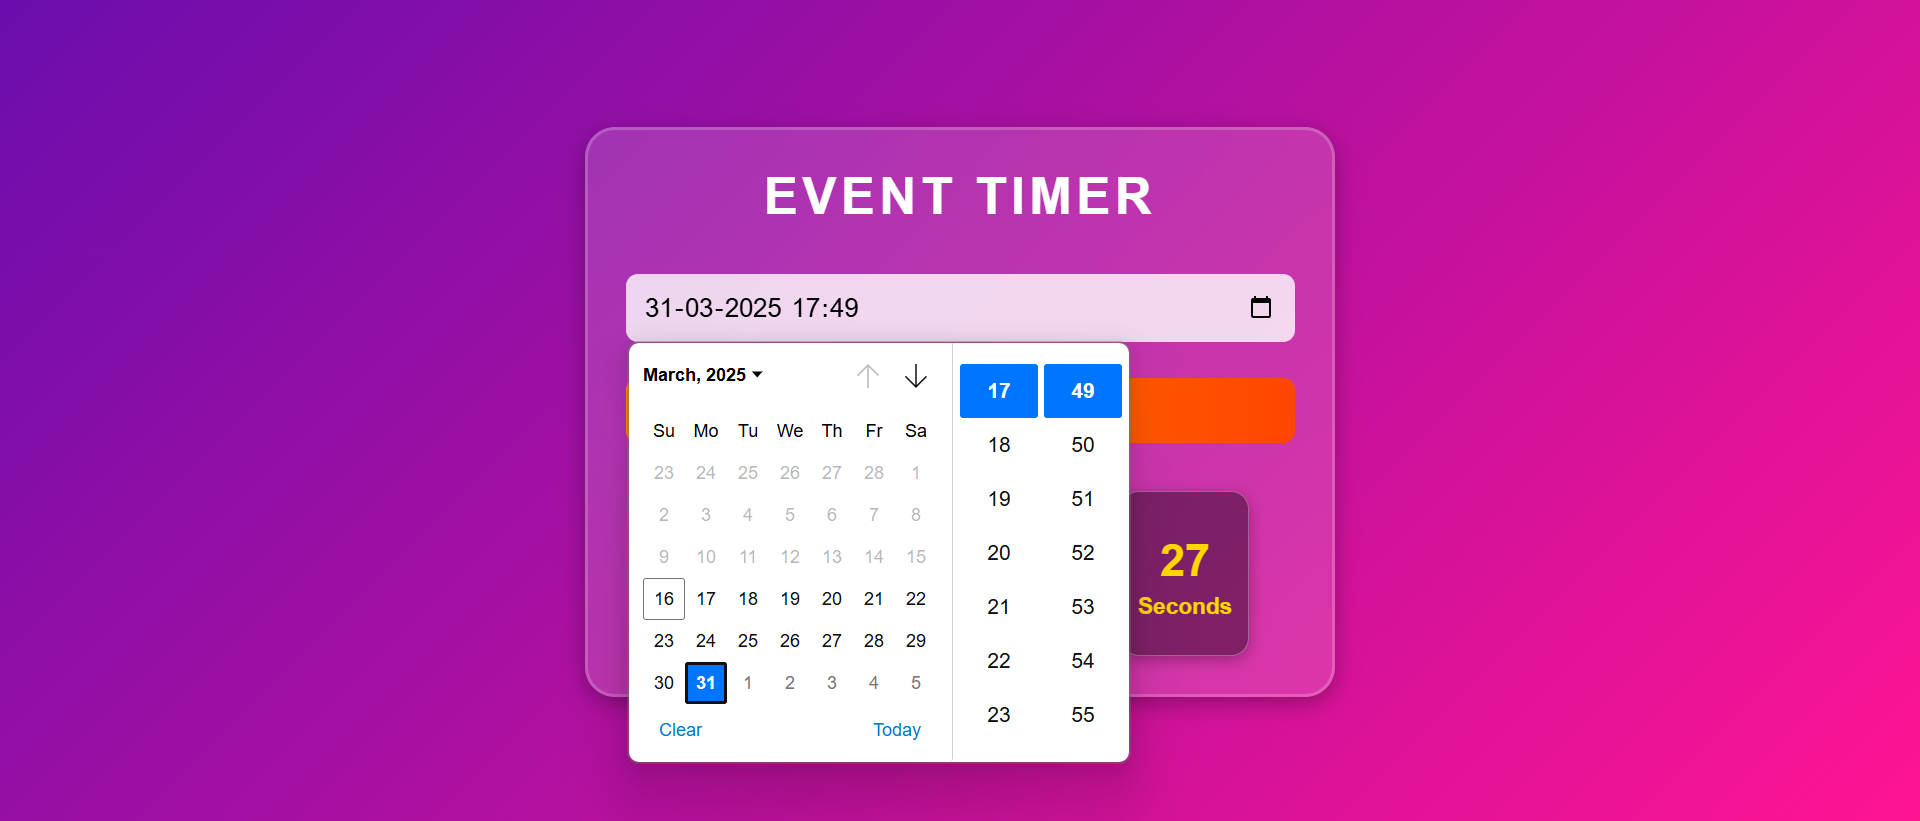 EVENT TIMER
31-03-2025 17:49
March, 2025
Su Mo Tu We Th Fr Sa
23 24 25 26 27 28 1
2 3 4 5 6 7 8
9 10 11 12 13 14 15
16 17 18 19 20 21 22
23 24 25 26 27 28 29
30 31 1 2 3 4 5
Clear Today
17 49
18 50
19 51
20 52
21 53
22 54
23 55
27
Seconds